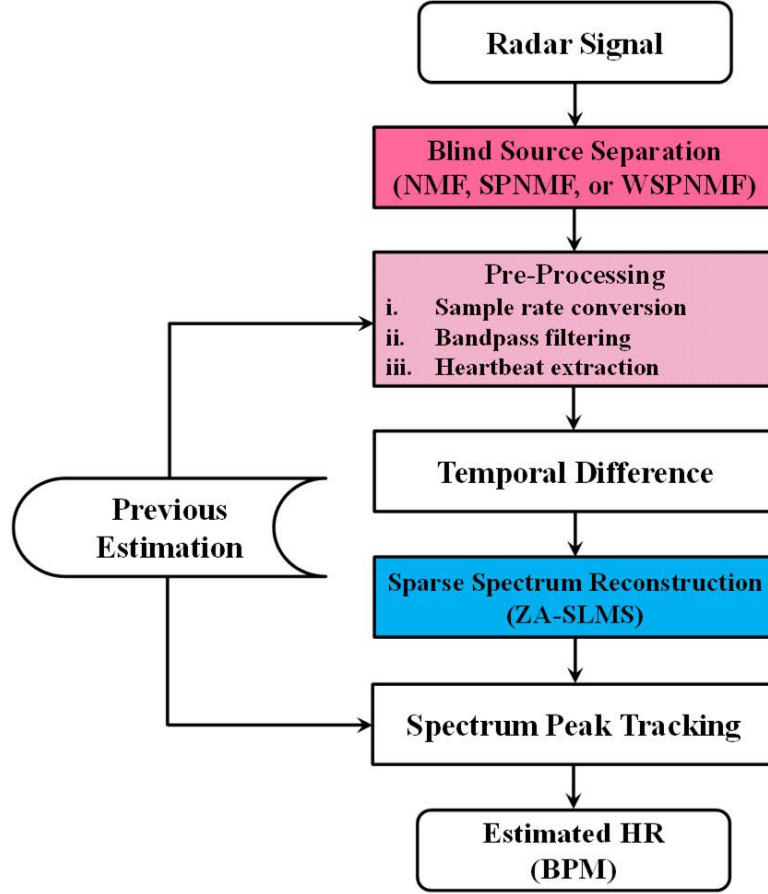 Radar Signal
Blind Source Separation
(NMF, SPNMF, or WSPNMF)
Pre-Processing
i. Sample rate conversion
ii. Bandpass filtering
iii. Heartbeat extraction
Temporal Difference
Previous
Estimation
Sparse Spectrum Reconstruction
(ZA-SLMS)
Spectrum Peak Tracking
Estimated HR
(BPM)